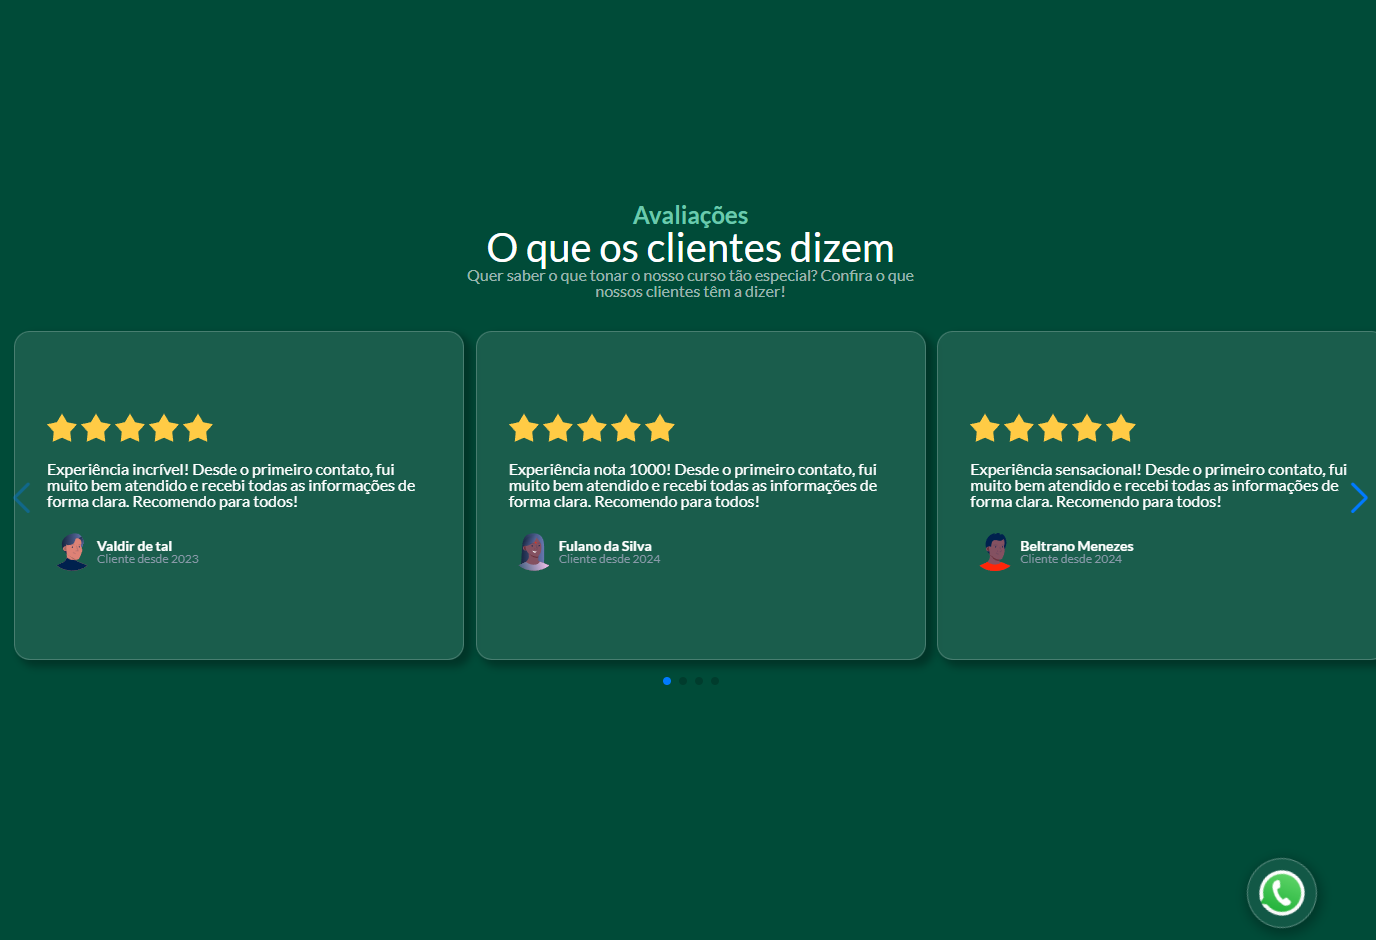 Avaliações
O que os clientes dizem
Quer saber o que tonar o nosso curso tão especial? Confira o que
nossos clientes têm a dizer!
Experiência incrível! Desde o primeiro contato, fui
muito bem atendido e recebi todas as informações de
forma clara. Recomendo para todos!
Valdir de tal
Cliente desde 2023
Experiência nota 1000! Desde o primeiro contato, fui
muito bem atendido e recebi todas as informações de
forma clara. Recomendo para todos!
Fulano da Silva
Cliente desde 2024
Experiência sensacional! Desde o primeiro contato, fui
muito bem atendido e recebi todas as informações de
forma clara. Recomendo para todos!
Beltrano Menezes
Cliente desde 2024